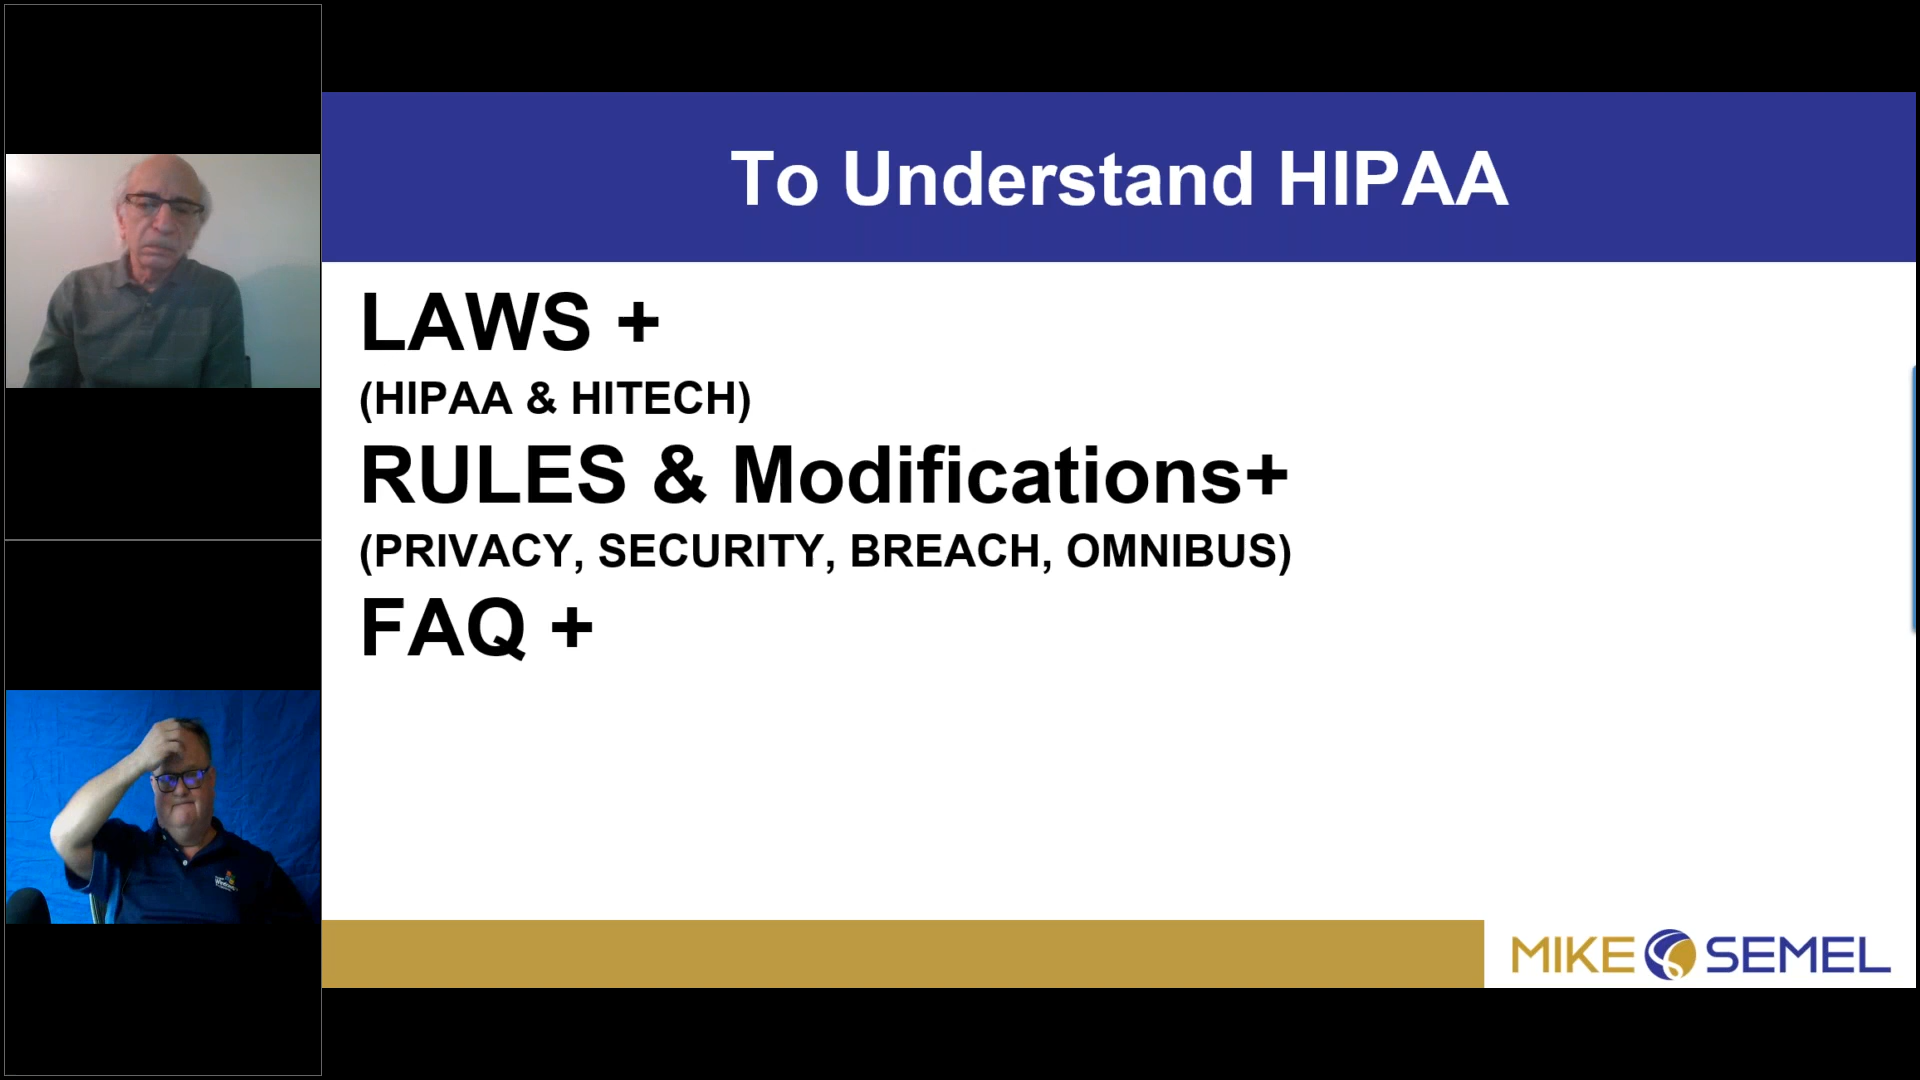 To Understand HIPAA
LAWS +
(HIPAA & HITECH)
RULES & Modifications+
(PRIVACY, SECURITY, BREACH, OMNIBUS)
FAQ +
MIKE SEMEL